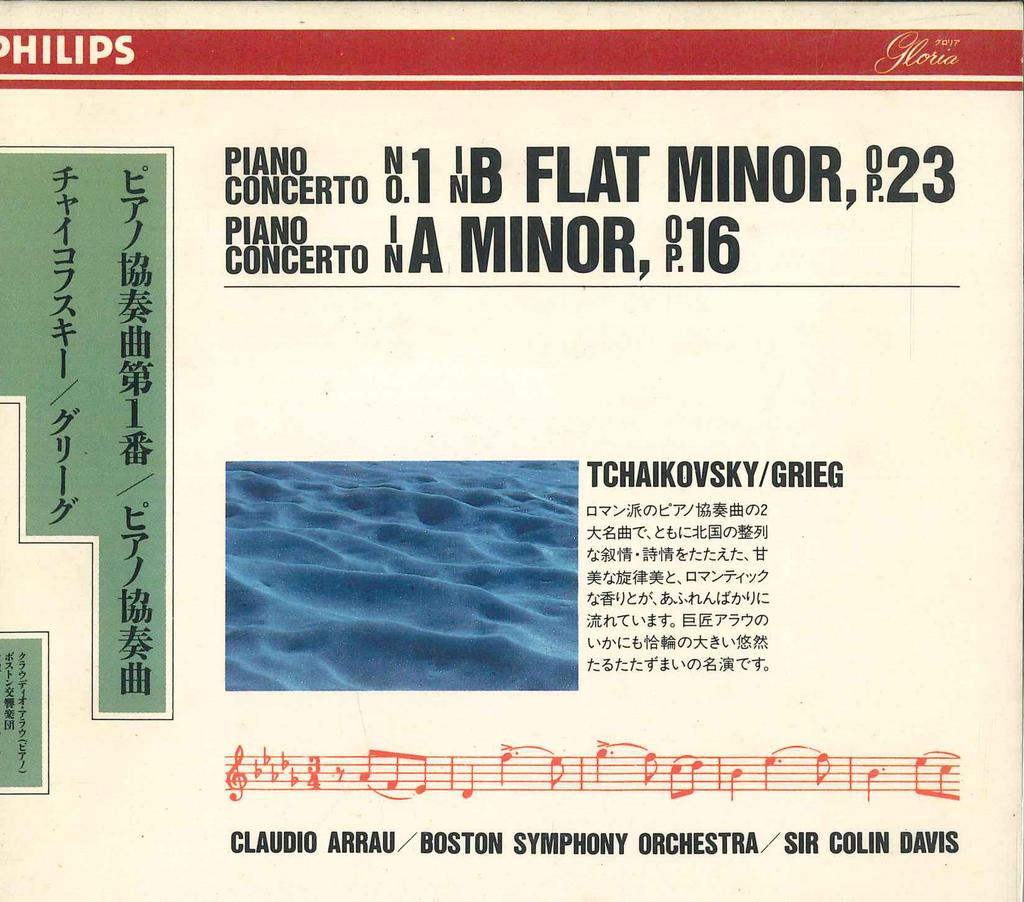 PHILIPS
Gloria
グロリア
PIANO CONCERTO NO.1 IN B FLAT MINOR, OP.23
PIANO CONCERTO IN A MINOR, OP.16
ピアノ協奏曲第1番/ピアノ協奏曲
チャイコフスキー/グリーグ
TCHAIKOVSKY/GRIEG
ロマン派のピアノ協奏曲の2
大名曲で、ともに北国の整列
な叙情・詩情をたたえた、甘
美な旋律美と、ロマンティック
な香りとが、あふれんばかりに
流れています。巨匠アラウの
いかにも恰輪の大きい悠然
たるたたずまいの名演です。
クラウディオ・アラウ(ピアノ)
ボストン交響楽団
3
4
CLAUDIO ARRAU/BOSTON SYMPHONY ORCHESTRA/SIR COLIN DAVIS